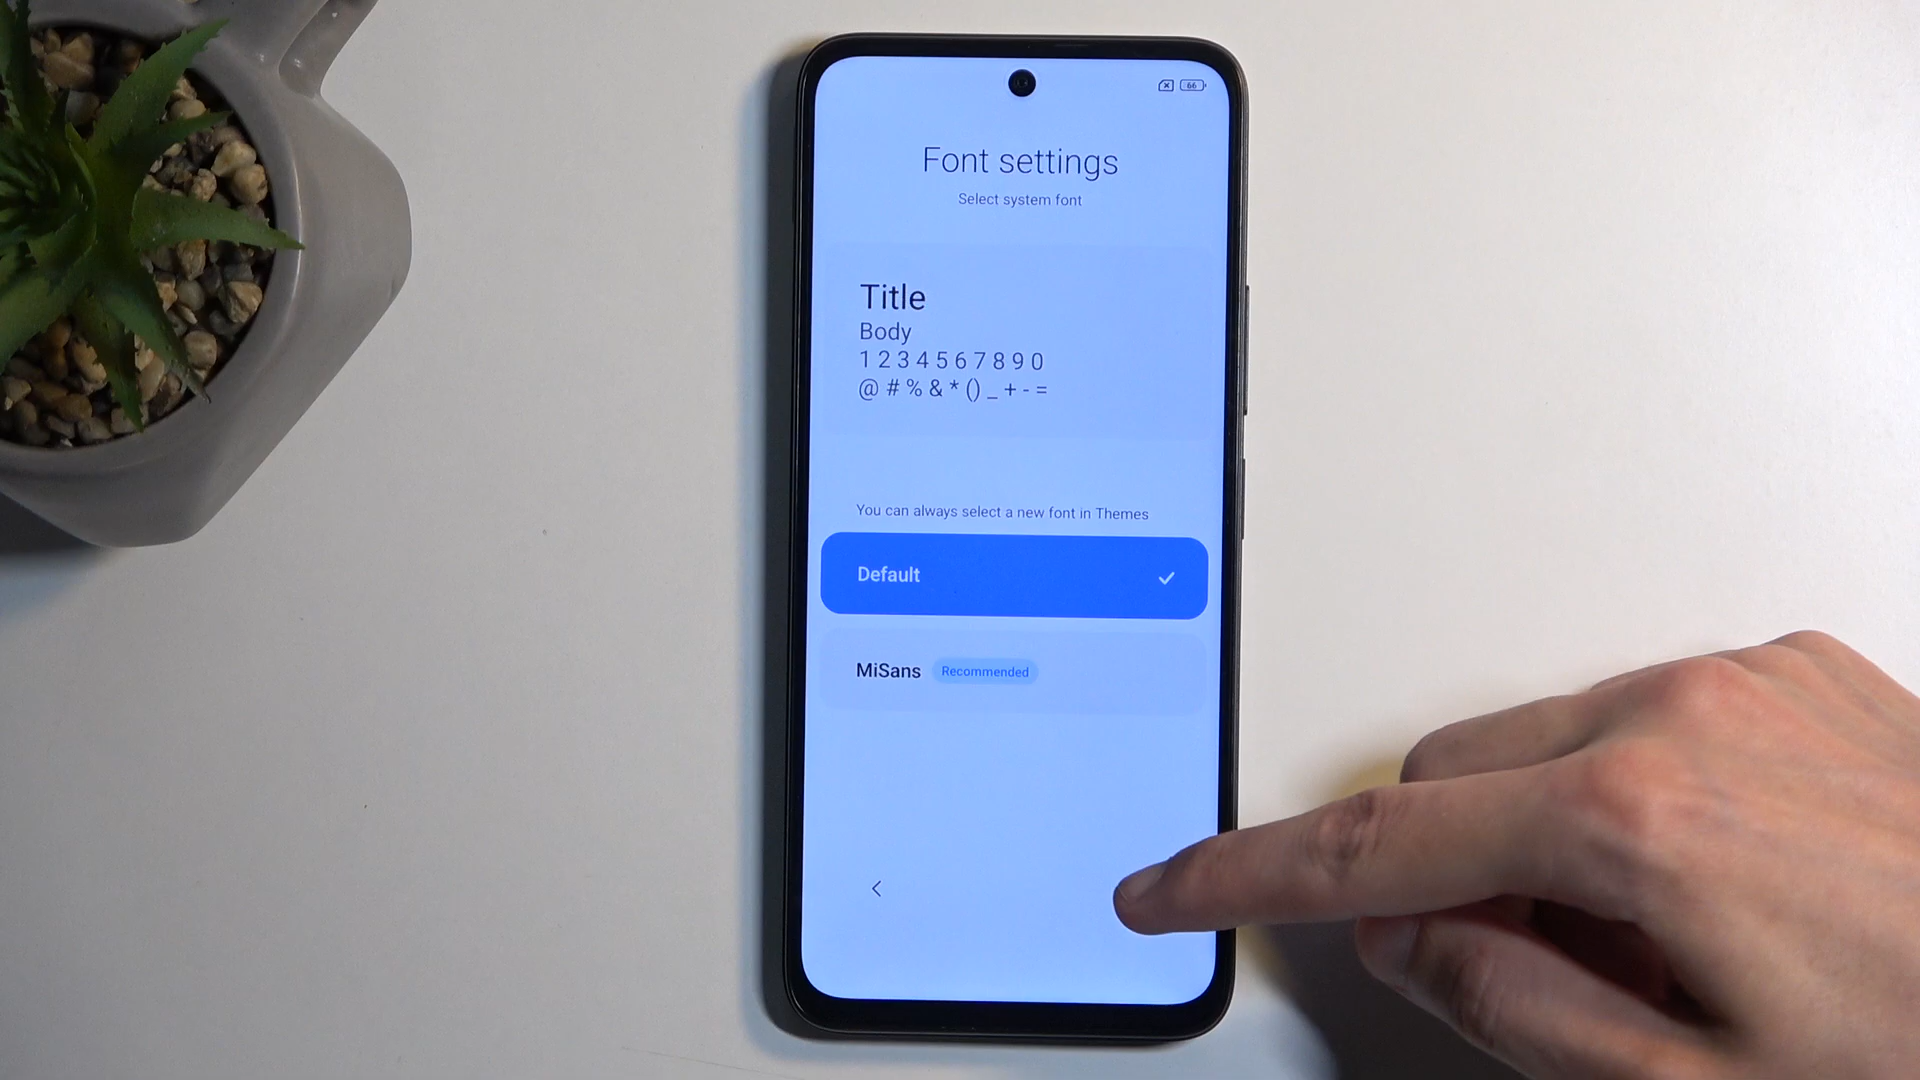 66
Font settings
Select system font
Title
Body
1 2 3 4 5 6 7 8 9 0
@ # % & * () _ + - =
You can always select a new font in Themes
Default
MiSans Recommended